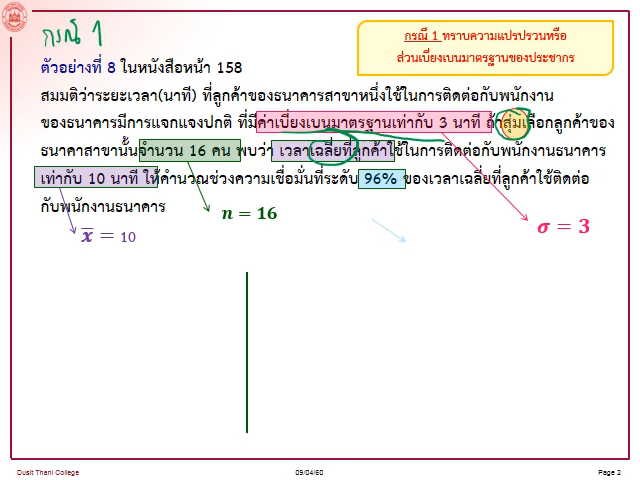 กรณี 1
กรณี 1 ทราบความแปรปรวนหรือ
ส่วนเบี่ยงเบนมาตรฐานของประชากร
ตัวอย่างที่ 8 ในหนังสือหน้า 158
สมมติว่าระยะเวลา(นาที) ที่ลูกค้าของธนาคารสาขาหนึ่งใช้ในการติดต่อกับพนักงาน
ของธนาคารมีการแจกแจงปกติ ที่มีค่าเบี่ยงเบนมาตรฐานเท่ากับ 3 นาที ถ้าสุ่มเลือกลูกค้าของ
ธนาคาสาขานั้นจำนวน 16 คน พบว่า เวลาเฉลี่ยที่ลูกค้าใช้ในการติดต่อกับพนักงานธนาคาร
เท่ากับ 10 นาที ให้คำนวณช่วงความเชื่อมั่นที่ระดับ 96% ของเวลาเฉลี่ยที่ลูกค้าใช้ติดต่อ
กับพนักงานธนาคาร
n = 16
x̅ = 10
σ = 3
Dusit Thani College 09/04/60 Page 2